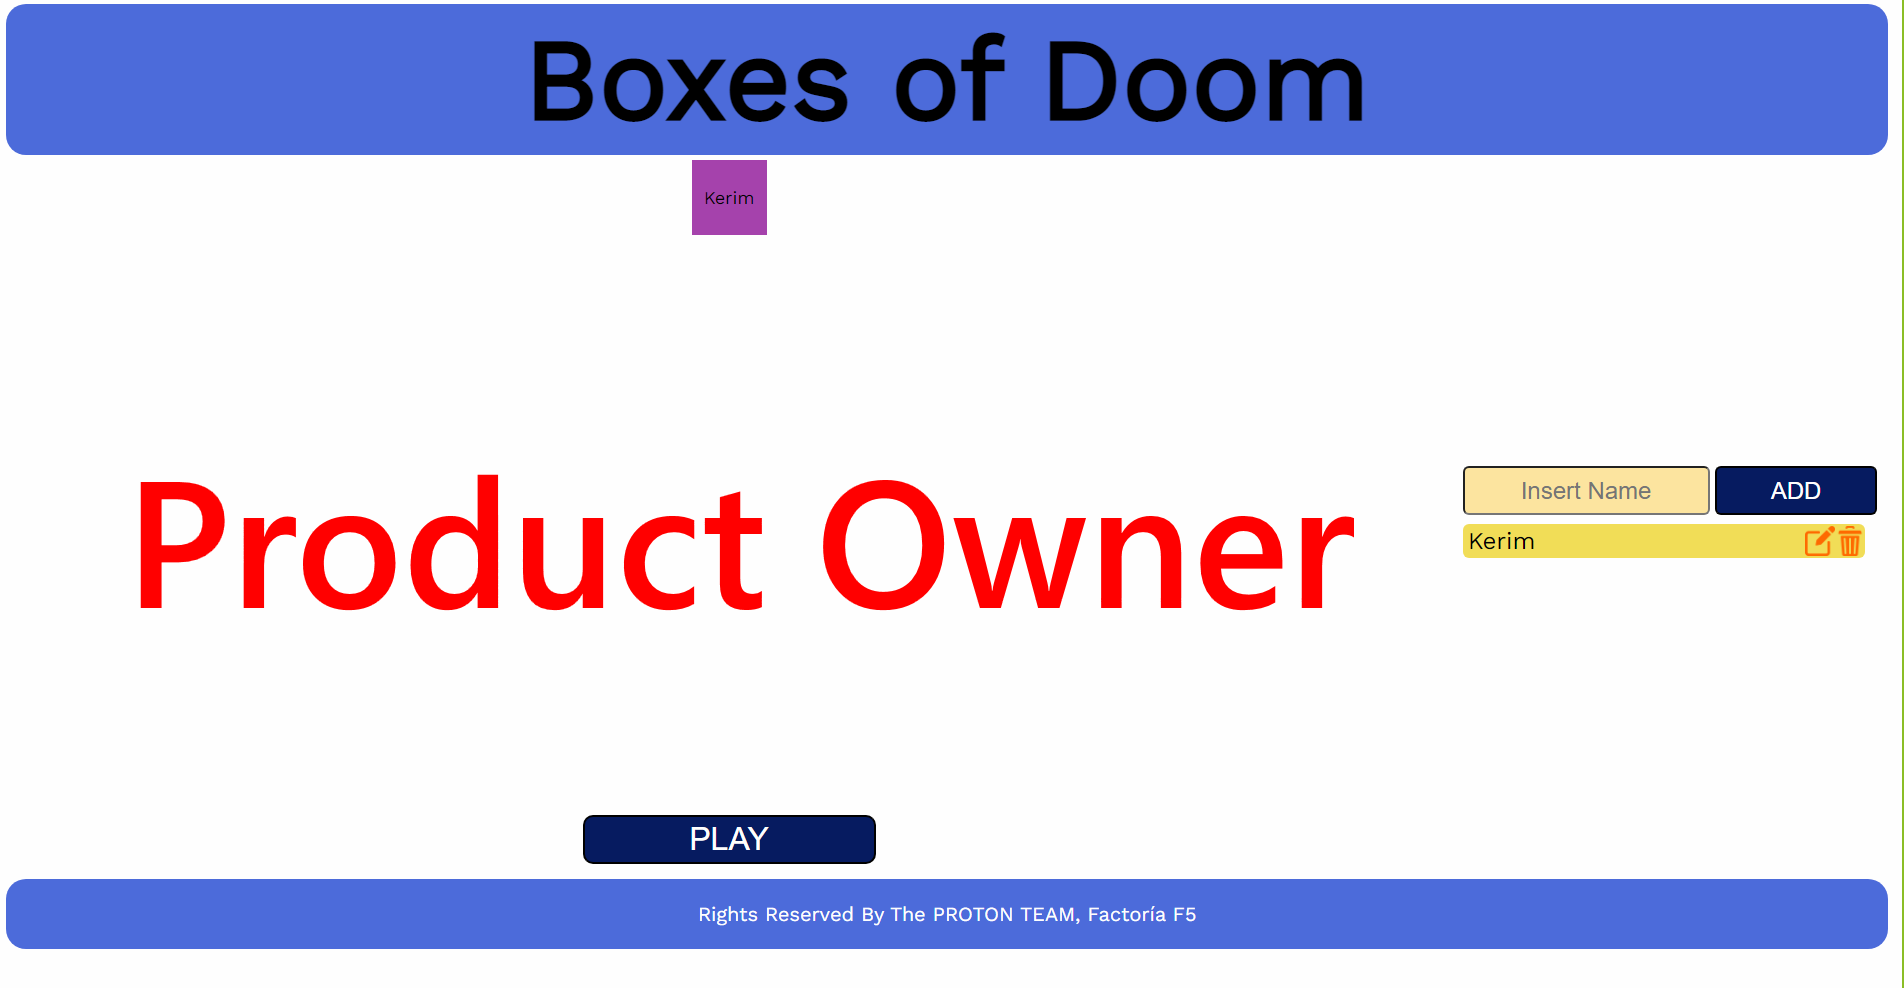 Boxes of Doom
Kerim
Product Owner
Insert Name
ADD
Kerim
PLAY
Rights Reserved By The PROTON TEAM, Factoría F5